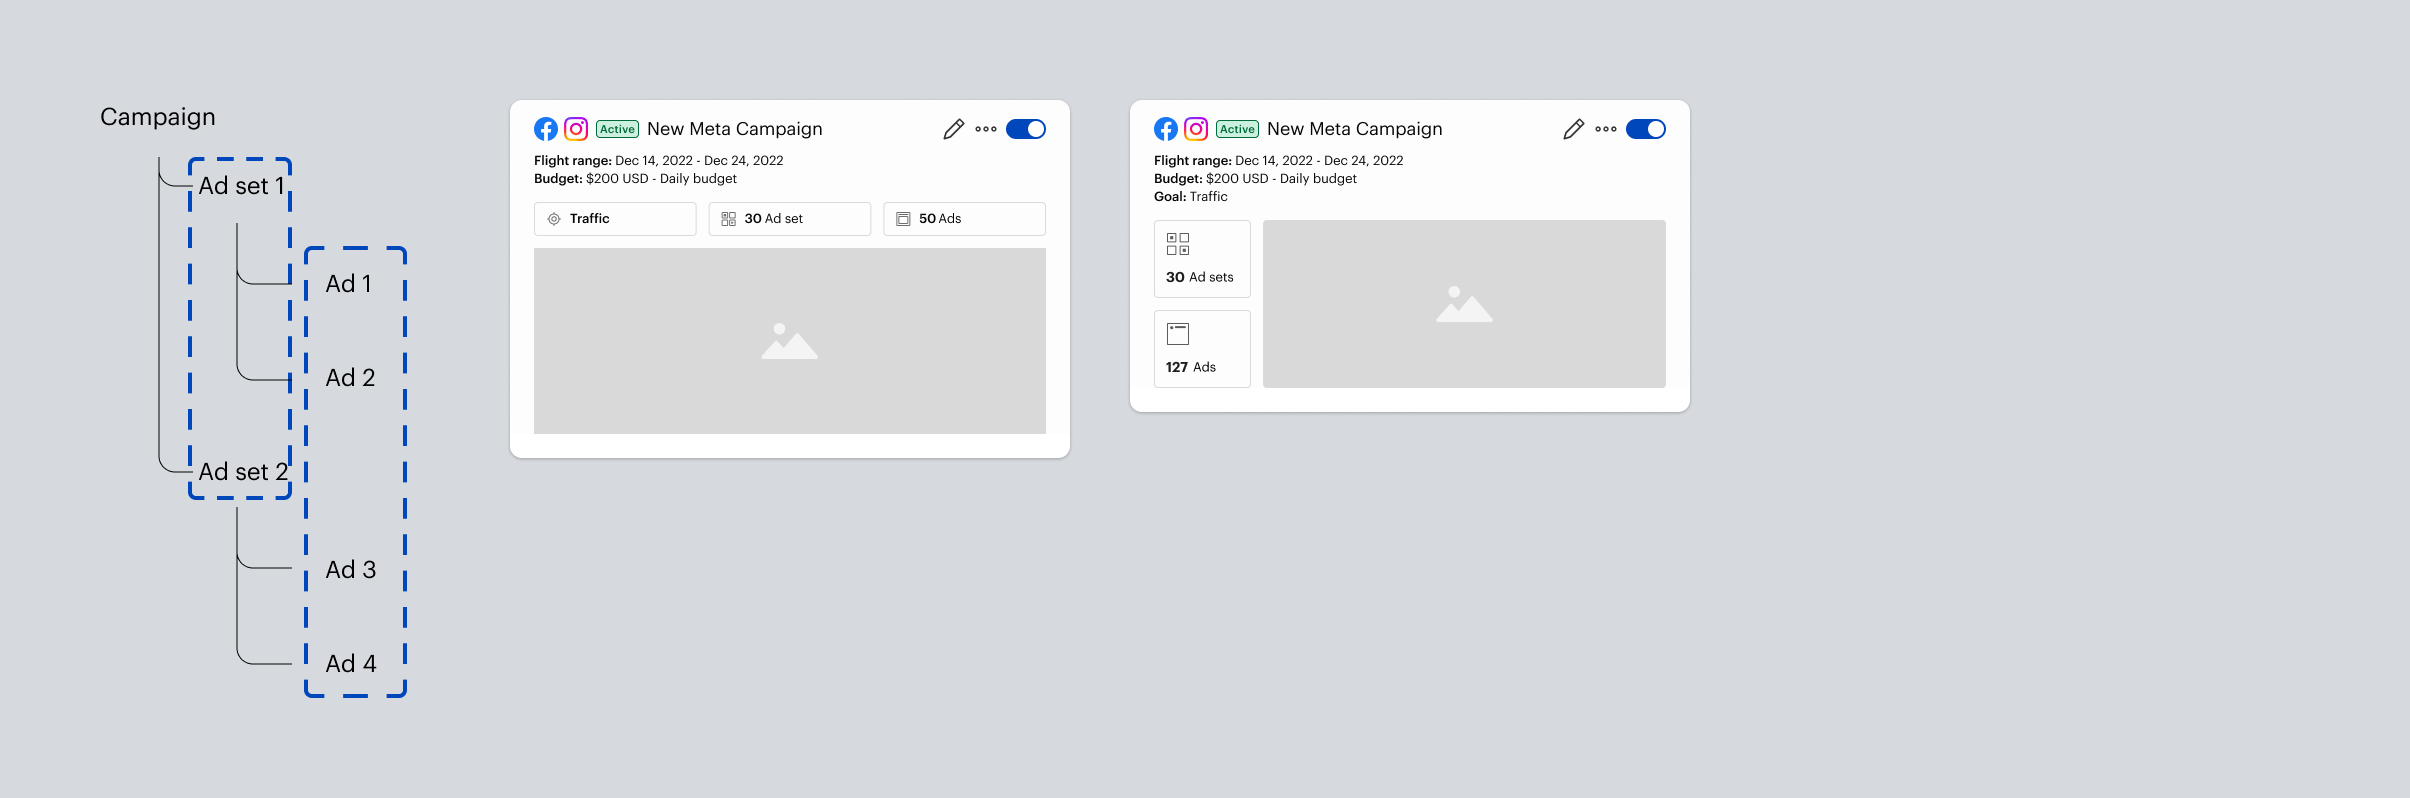 Campaign
Ad set 1
Ad 1
Ad 2
Ad set 2
Ad 3
Ad 4
Active New Meta Campaign
Flight range: Dec 14, 2022 - Dec 24, 2022
Budget: $200 USD - Daily budget
Traffic
30 Ad set
50 Ads
Active New Meta Campaign
Flight range: Dec 14, 2022 - Dec 24, 2022
Budget: $200 USD - Daily budget
Goal: Traffic
30 Ad sets
127 Ads